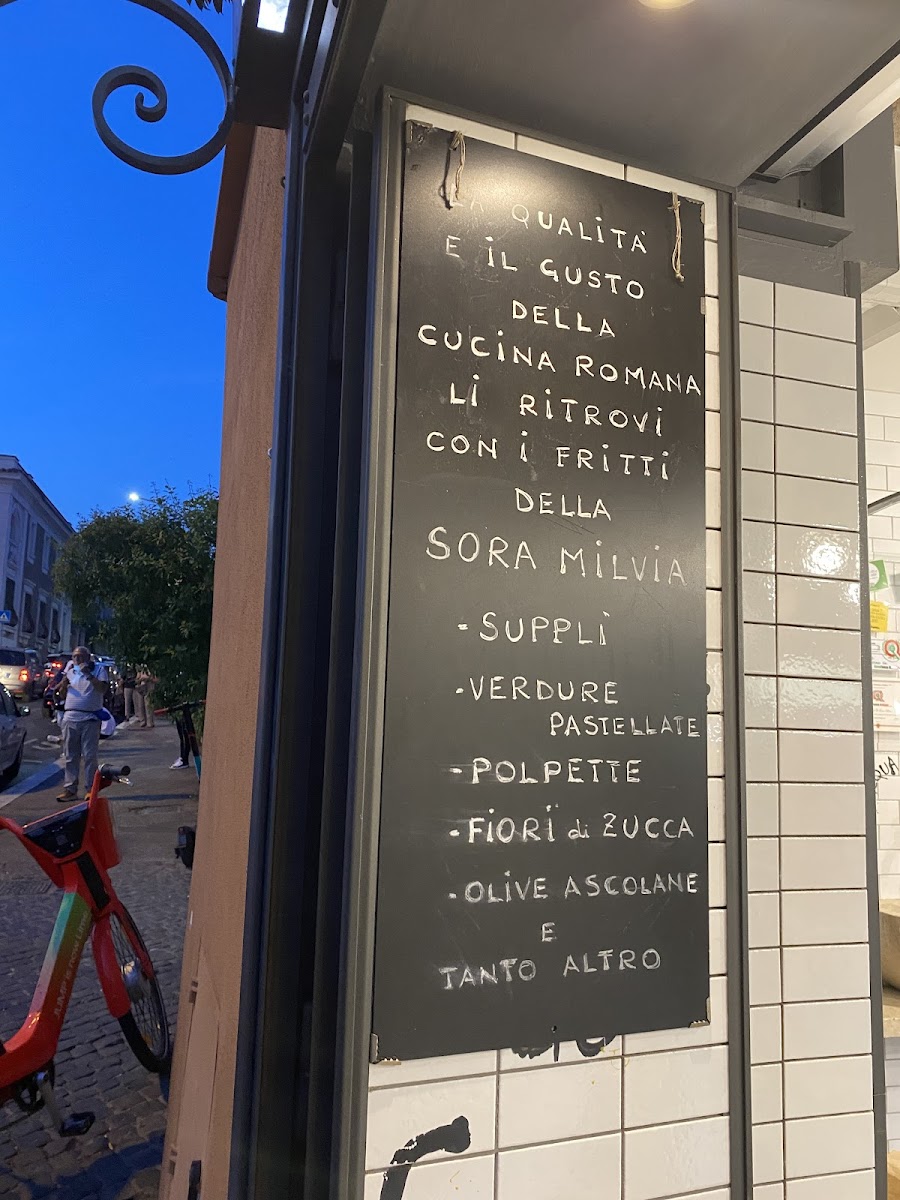 LA QUALITÀ
E IL GUSTO
DELLA
CUCINA ROMANA
LI RITROVI
CON I FRITTI
DELLA
SORA MILVIA
- SUPPLÌ
- VERDURE
PASTELLATE
- POLPETTE
- FIORI di ZUCCA
- OLIVE ASCOLANE
E
TANTO ALTRO